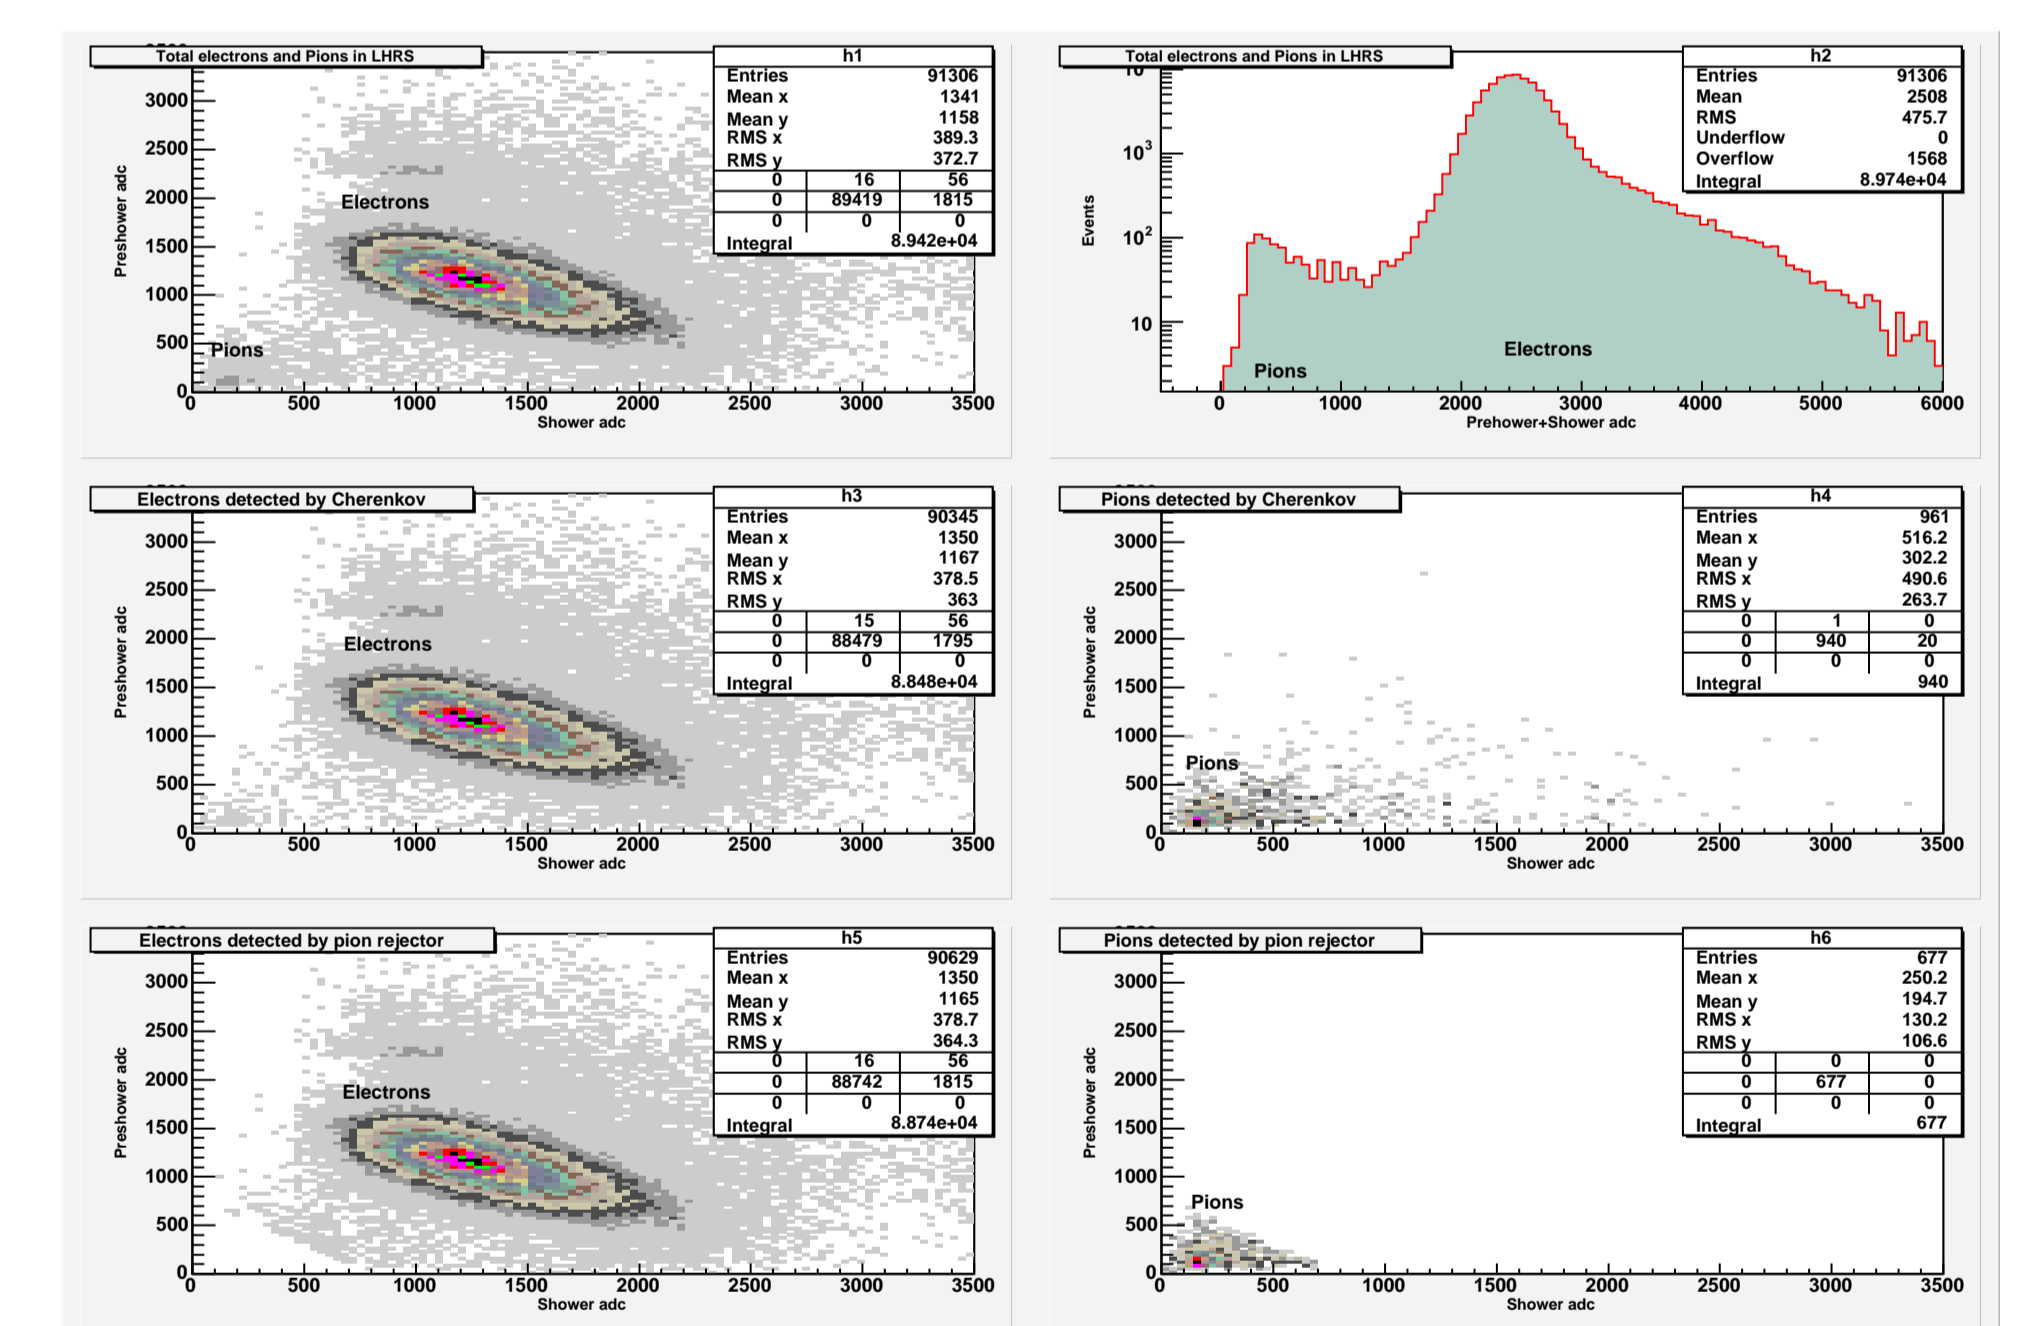 Total electrons and Pions in LHRS
h1
Entries 91306
Mean x 1341
Mean y 1158
RMS x 389.3
RMS y 372.7
0 16 56
0 89419 1815
0 0 0
Integral 8.942e+04
Preshower adc
3000
2500
2000
1500
1000
500
0
Electrons
Pions
0 500 1000 1500 2000 2500 3000 3500
Shower adc
Total electrons and Pions in LHRS
h2
Entries 91306
Mean 2508
RMS 475.7
Underflow 0
Overflow 1568
Integral 8.974e+04
Events
10³
10²
10
Electrons
Pions
0 1000 2000 3000 4000 5000 6000
Prehower+Shower adc
Electrons detected by Cherenkov
h3
Entries 90345
Mean x 1350
Mean y 1167
RMS x 378.5
RMS y 363
0 15 56
0 88479 1795
0 0 0
Integral 8.848e+04
Preshower adc
3000
2500
2000
1500
1000
500
0
Electrons
0 500 1000 1500 2000 2500 3000 3500
Shower adc
Pions detected by Cherenkov
h4
Entries 961
Mean x 516.2
Mean y 302.2
RMS x 490.6
RMS y 263.7
0 1 0
0 940 20
0 0 0
Integral 940
Preshower adc
3000
2500
2000
1500
1000
500
0
Pions
0 500 1000 1500 2000 2500 3000 3500
Shower adc
Electrons detected by pion rejector
h5
Entries 90629
Mean x 1350
Mean y 1165
RMS x 378.7
RMS y 364.3
0 16 56
0 88742 1815
0 0 0
Integral 8.874e+04
Preshower adc
3000
2500
2000
1500
1000
500
0
Electrons
0 500 1000 1500 2000 2500 3000 3500
Shower adc
Pions detected by pion rejector
h6
Entries 677
Mean x 250.2
Mean y 194.7
RMS x 130.2
RMS y 106.6
0 0 0
0 677 0
0 0 0
Integral 677
Preshower adc
3000
2500
2000
1500
1000
500
0
Pions
0 500 1000 1500 2000 2500 3000 3500
Shower adc